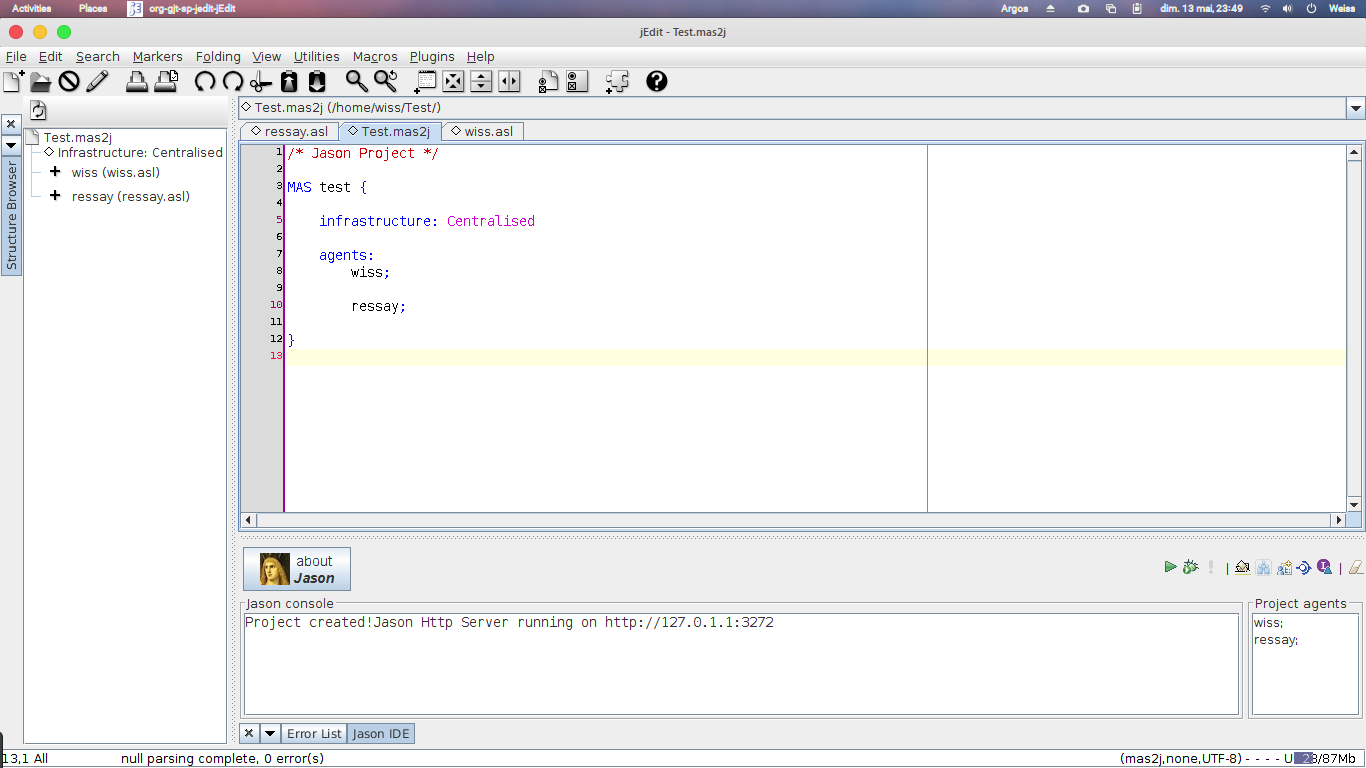 Activities Places org-gjt-sp-jedit-jEdit Argos dim. 13 mai, 23:49 Weiss
jEdit - Test.mas2j
File Edit Search Markers Folding View Utilities Macros Plugins Help
Test.mas2j (/home/wiss/Test/)
ressay.asl Test.mas2j wiss.asl
Structure Browser
Test.mas2j
Infrastructure: Centralised
wiss (wiss.asl)
ressay (ressay.asl)
1 /* Jason Project */
2
3 MAS test {
4
5 infrastructure: Centralised
6
7 agents:
8 wiss;
9
10 ressay;
11
12 }
13
about
Jason
Jason console
Project created!Jason Http Server running on http://127.0.1.1:3272
Project agents
wiss;
ressay;
Error List Jason IDE
13,1 All null parsing complete, 0 error(s) (mas2j,none,UTF-8) - - - - U /87Mb